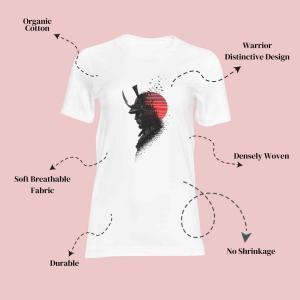 Organic
Cotton
Warrior
Distinctive Design
Densely Woven
Soft Breathable
Fabric
No Shrinkage
Durable